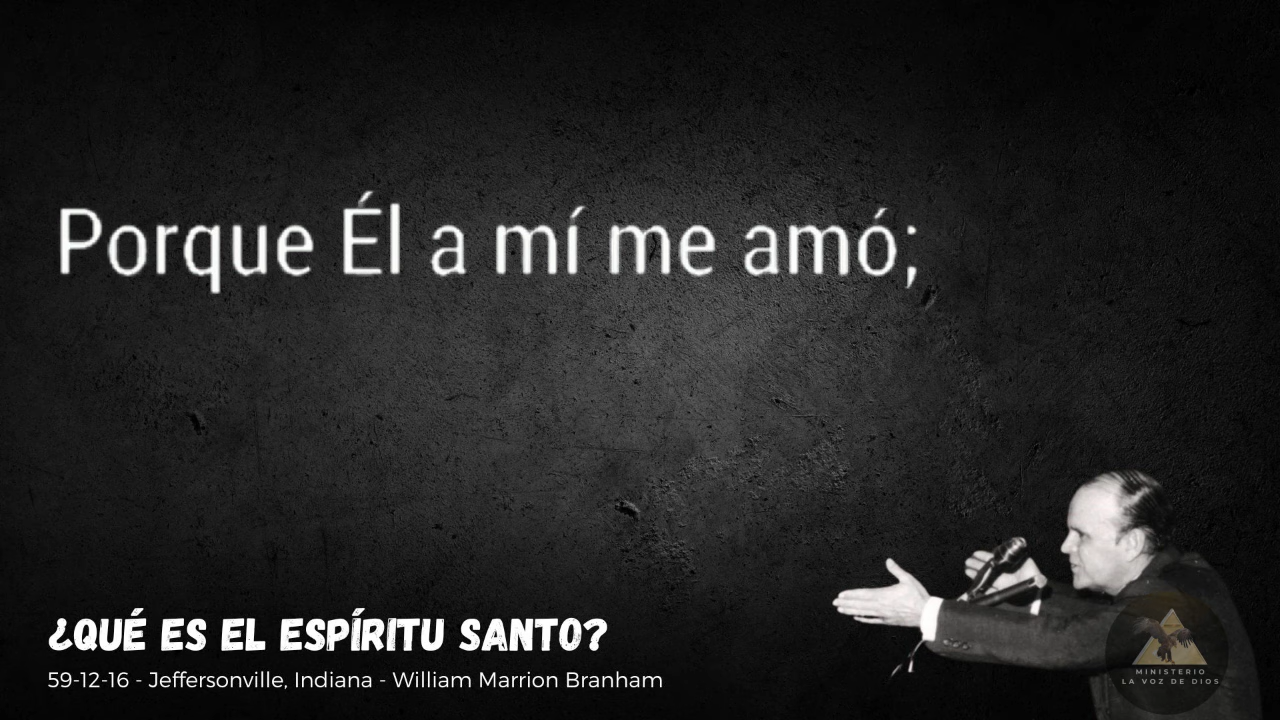 Porque Él a mí me amó;
¿QUÉ ES EL ESPÍRITU SANTO?
59-12-16 - Jeffersonville, Indiana - William Marrion Branham
MINISTERIO
LA VOZ DE DIOS